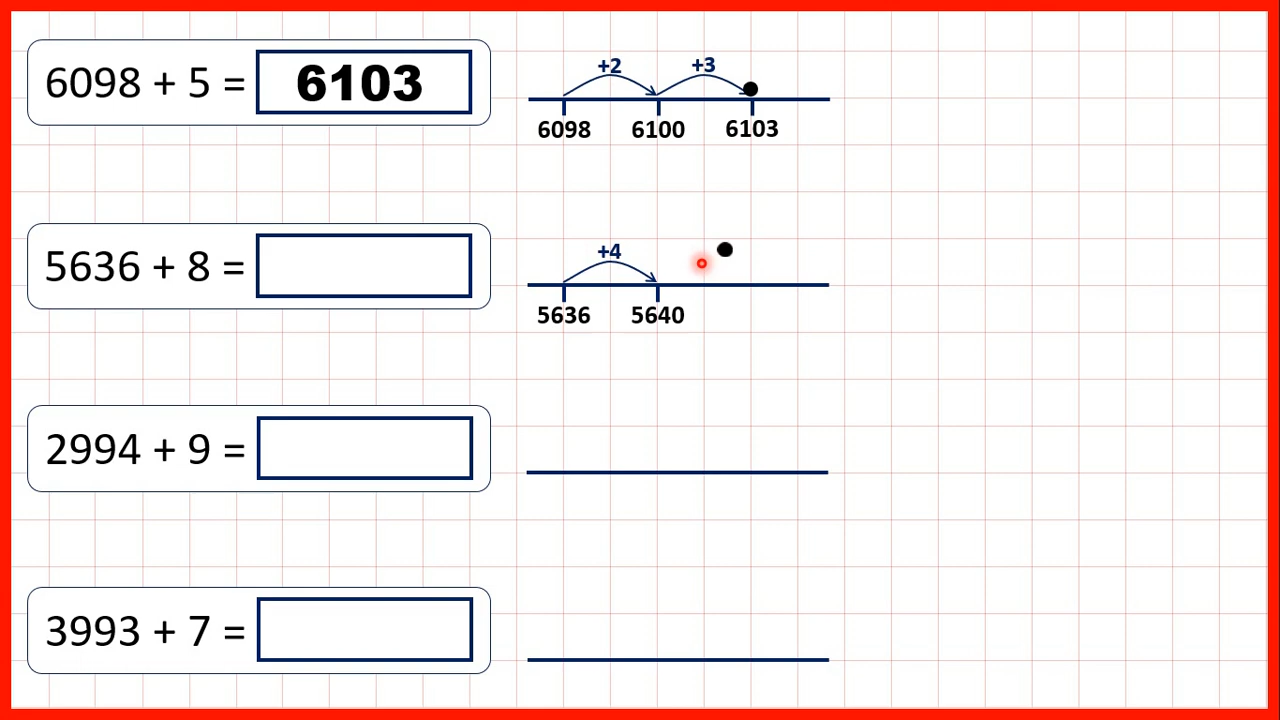 6098 + 5 = 6103
+2 +3
6098 6100 6103
5636 + 8 =
+4
5636 5640
2994 + 9 =
3993 + 7 =